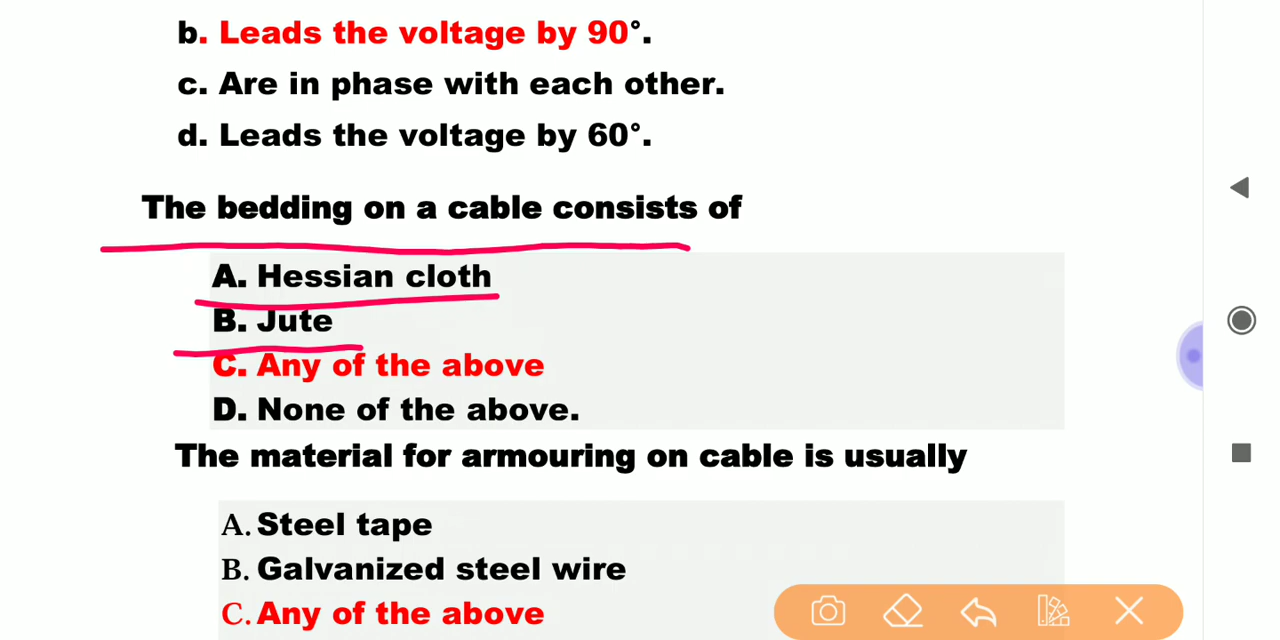 b. Leads the voltage by 90°.
c. Are in phase with each other.
d. Leads the voltage by 60°.
The bedding on a cable consists of
A. Hessian cloth
B. Jute
C. Any of the above
D. None of the above.
The material for armouring on cable is usually
A. Steel tape
B. Galvanized steel wire
C. Any of the above